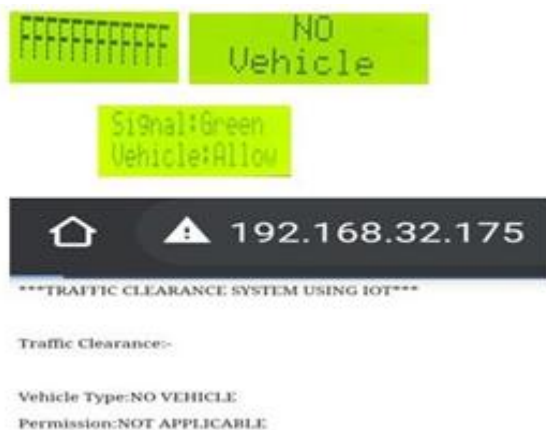 FFFFFFFFFFFF
NO
Vehicle
Signal:Green
Vehicle:Allow
192.168.32.175
***TRAFFIC CLEARANCE SYSTEM USING IOT***
Traffic Clearance:-
Vehicle Type:NO VEHICLE
Permission:NOT APPLICABLE